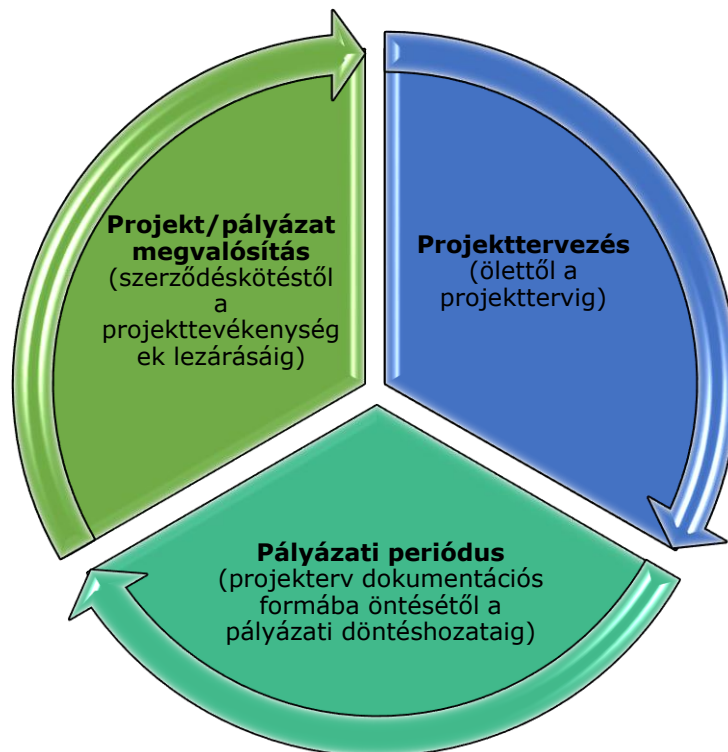 Projekt/pályázat
megvalósítás
(szerződéskötéstől
a
projekttevékenység
ek lezárásáig)
Projekttervezés
(ölettől a
projekttervig)
Pályázati periódus
(projekterv dokumentációs
formába öntésétől a
pályázati döntéshozataig)